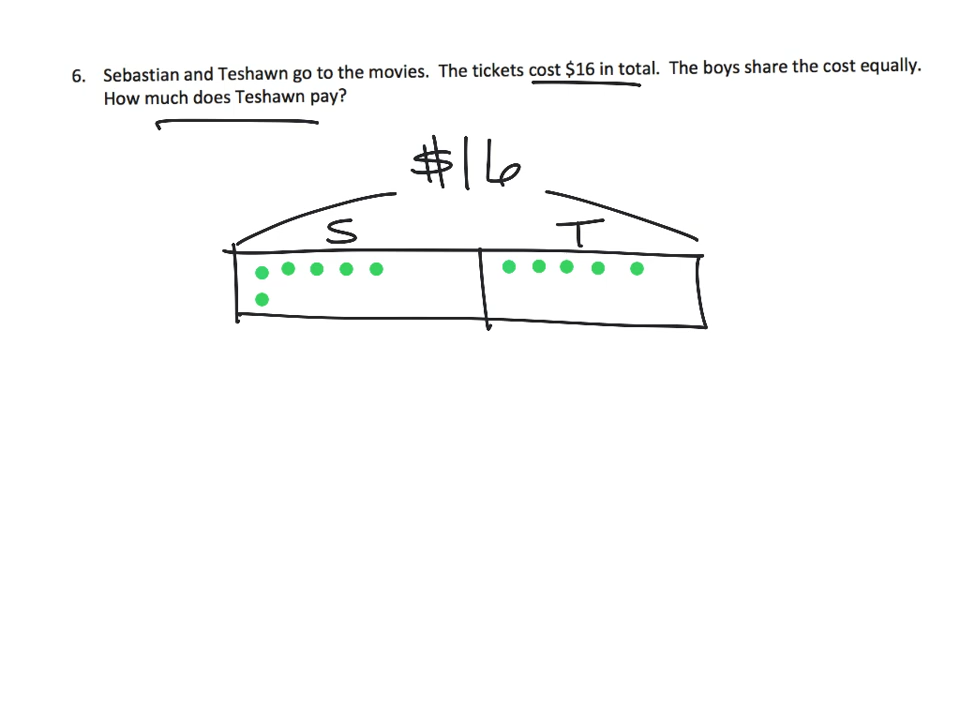 6. Sebastian and Teshawn go to the movies. The tickets cost $16 in total. The boys share the cost equally.
How much does Teshawn pay?
$16
S T